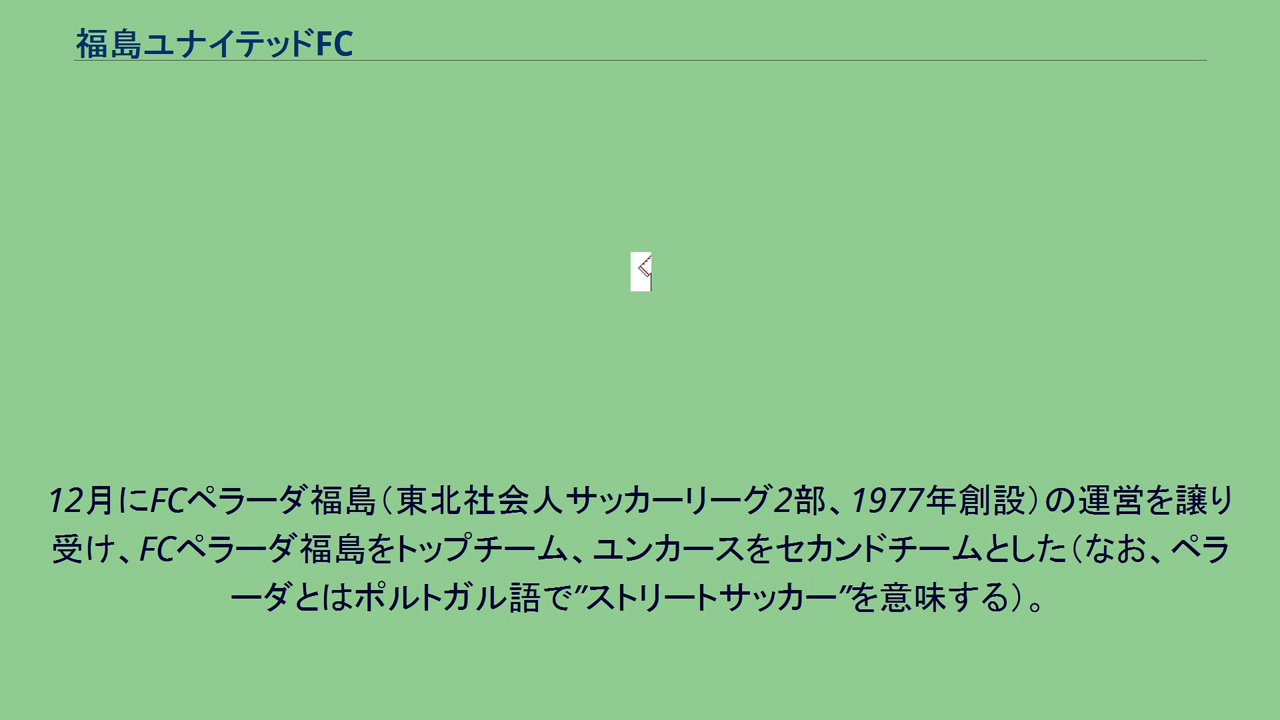 福島ユナイテッドFC
12月にFCペラーダ福島（東北社会人サッカーリーグ2部、1977年創設）の運営を譲り
受け、FCペラーダ福島をトップチーム、ユンカースをセカンドチームとした（なお、ペラ
ーダとはポルトガル語で"ストリートサッカー"を意味する）。